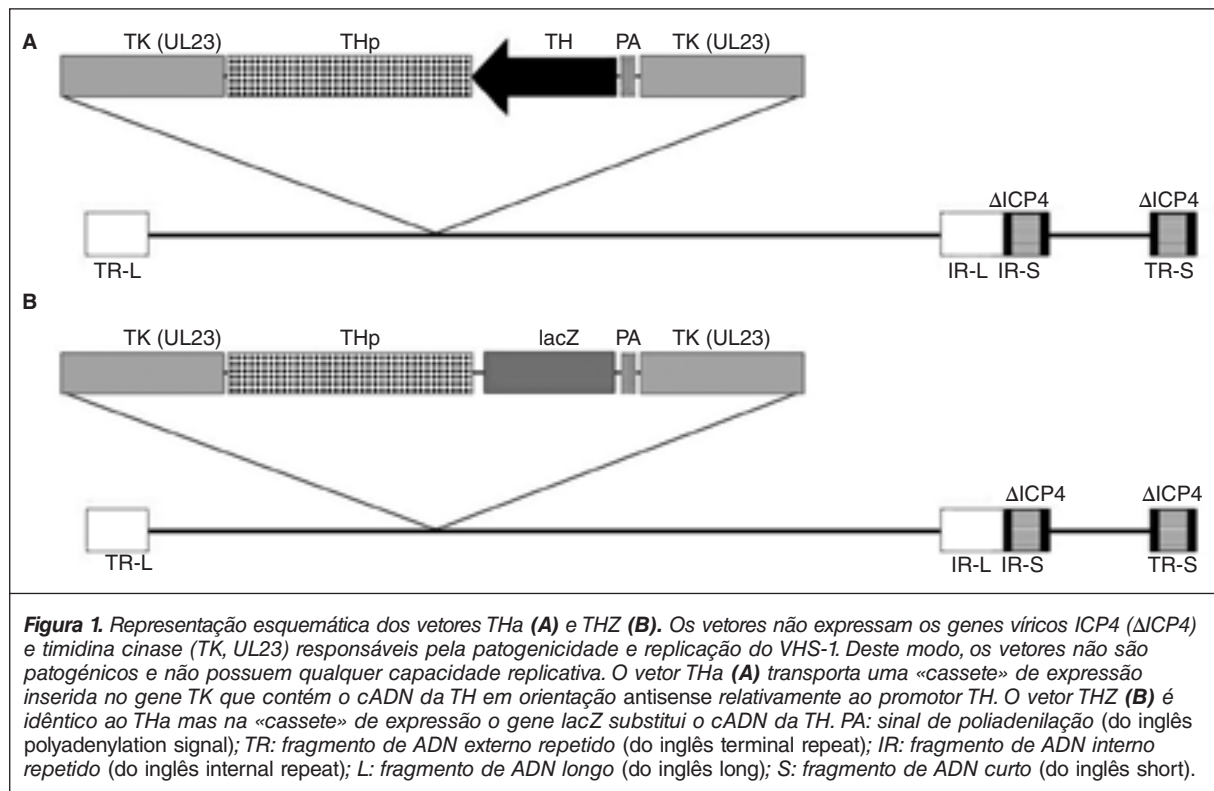 A
TK (UL23) THp TH PA TK (UL23)
ΔICP4 ΔICP4
TR-L IR-L IR-S TR-S
B
TK (UL23) THp lacZ PA TK (UL23)
ΔICP4 ΔICP4
TR-L IR-L IR-S TR-S
Figura 1. Representação esquemática dos vetores THa (A) e THZ (B). Os vetores não expressam os genes víricos ICP4 (ΔICP4)
e timidina cinase (TK, UL23) responsáveis pela patogenicidade e replicação do VHS-1. Deste modo, os vetores não são
patogénicos e não possuem qualquer capacidade replicativa. O vetor THa (A) transporta uma «cassete» de expressão
inserida no gene TK que contém o cADN da TH em orientação antisense relativamente ao promotor TH. O vetor THZ (B) é
idêntico ao THa mas na «cassete» de expressão o gene lacZ substitui o cADN da TH. PA: sinal de poliadenilação (do inglês
polyadenylation signal); TR: fragmento de ADN externo repetido (do inglês terminal repeat); IR: fragmento de ADN interno
repetido (do inglês internal repeat); L: fragmento de ADN longo (do inglês long); S: fragmento de ADN curto (do inglês short).